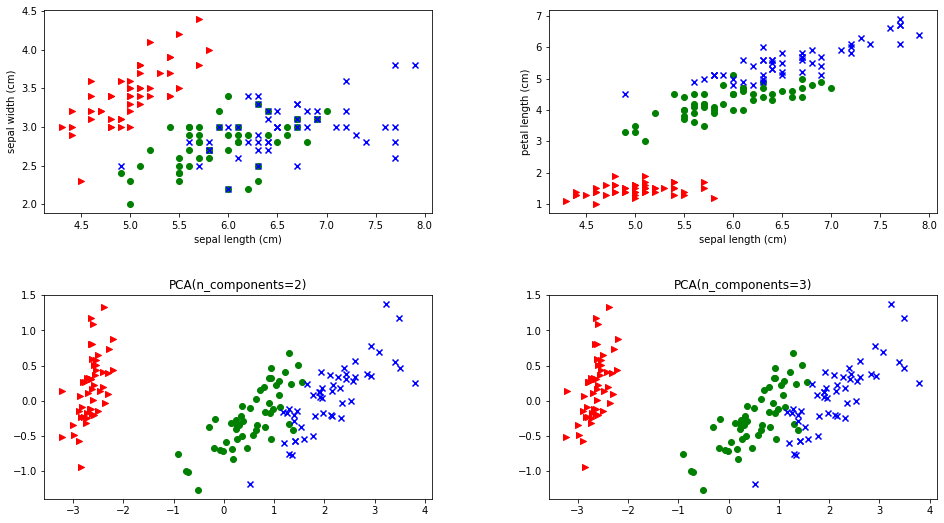 4.5
4.0
3.5
3.0
2.5
2.0
sepal width (cm)
4.5 5.0 5.5 6.0 6.5 7.0 7.5 8.0
sepal length (cm)
7
6
5
4
3
2
1
petal length (cm)
4.5 5.0 5.5 6.0 6.5 7.0 7.5 8.0
sepal length (cm)
PCA(n_components=2)
1.5
1.0
0.5
0.0
−0.5
−1.0
−3 −2 −1 0 1 2 3 4
PCA(n_components=3)
1.5
1.0
0.5
0.0
−0.5
−1.0
−3 −2 −1 0 1 2 3 4